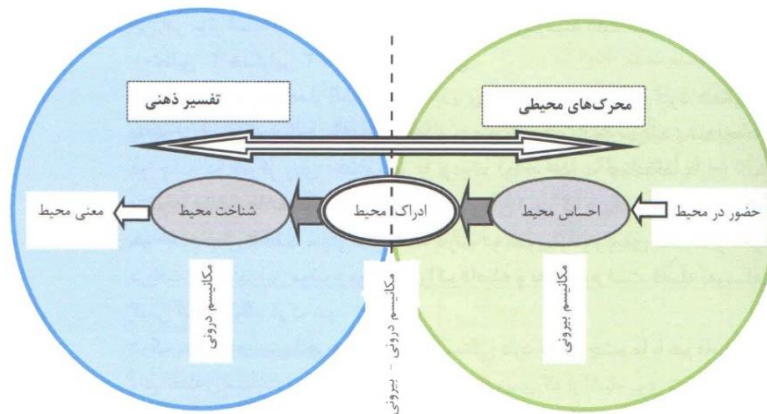 محرک‌های محیطی
تفسیر ذهنی
حضور در محیط
احساس محیط
ادراک محیط
شناخت محیط
معنی محیط
مکانیسم بیرونی
مکانیسم درونی - بیرونی
مکانیسم درونی